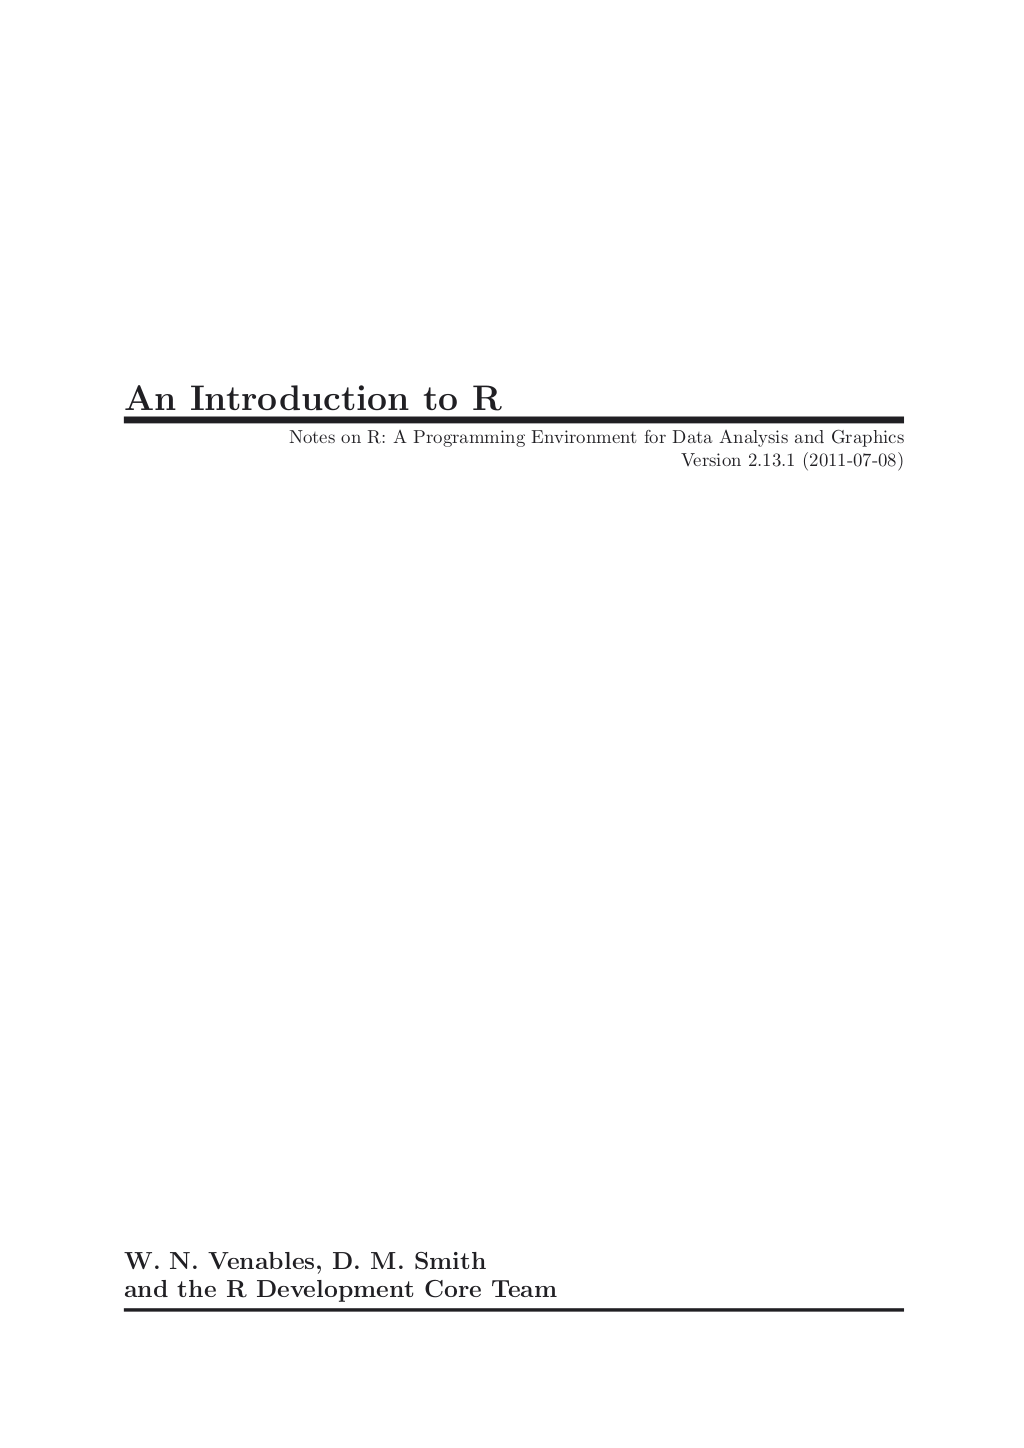 An Introduction to R
Notes on R: A Programming Environment for Data Analysis and Graphics
Version 2.13.1 (2011-07-08)
W. N. Venables, D. M. Smith
and the R Development Core Team